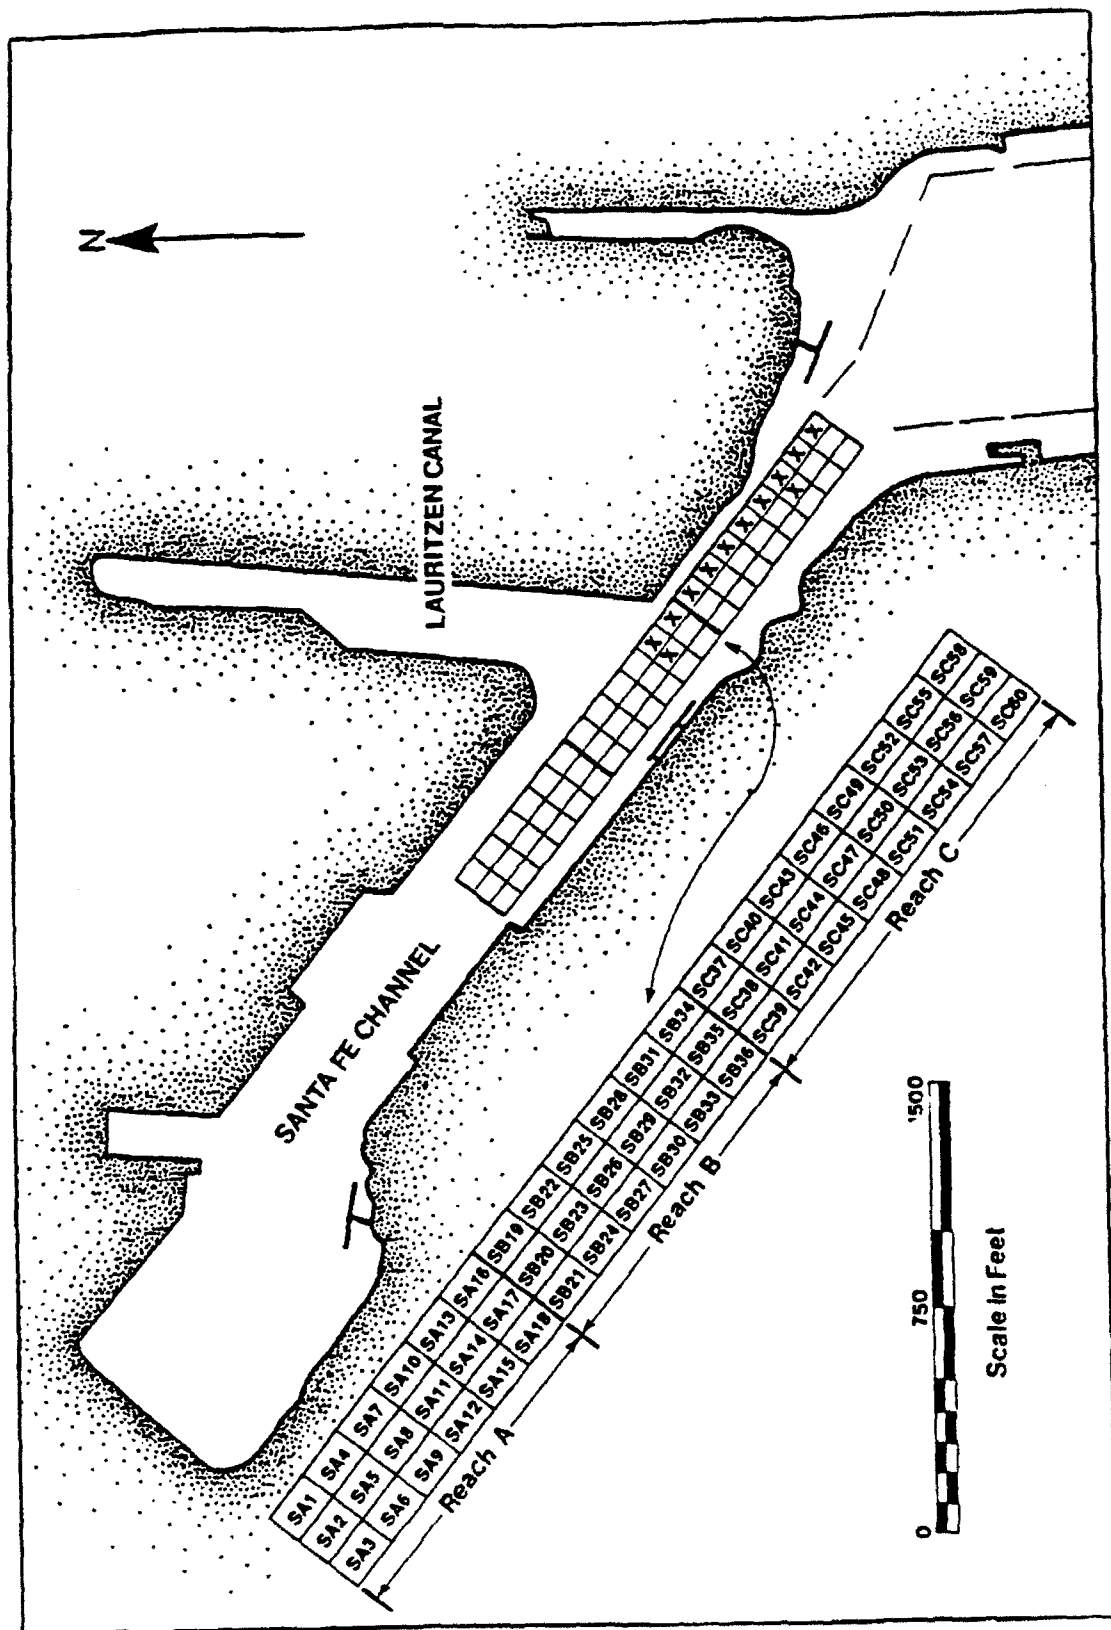 N
LAURITZEN CANAL
SANTA FE CHANNEL
X X X X X X X X X X
X X
SA1 SA4 SA7 SA10 SA13 SA16 SB19 SB22 SB25 SB28 SB31 SB34 SC37 SC40 SC43 SC46 SC49 SC52 SC55 SC58
SA2 SA5 SA8 SA11 SA14 SA17 SB20 SB23 SB26 SB29 SB32 SB35 SC38 SC41 SC44 SC47 SC50 SC53 SC56 SC59
SA3 SA6 SA9 SA12 SA15 SA18 SB21 SB24 SB27 SB30 SB33 SB36 SC39 SC42 SC45 SC48 SC51 SC54 SC57 SC60
Reach A
Reach B
Reach C
0 750 1500
Scale in Feet